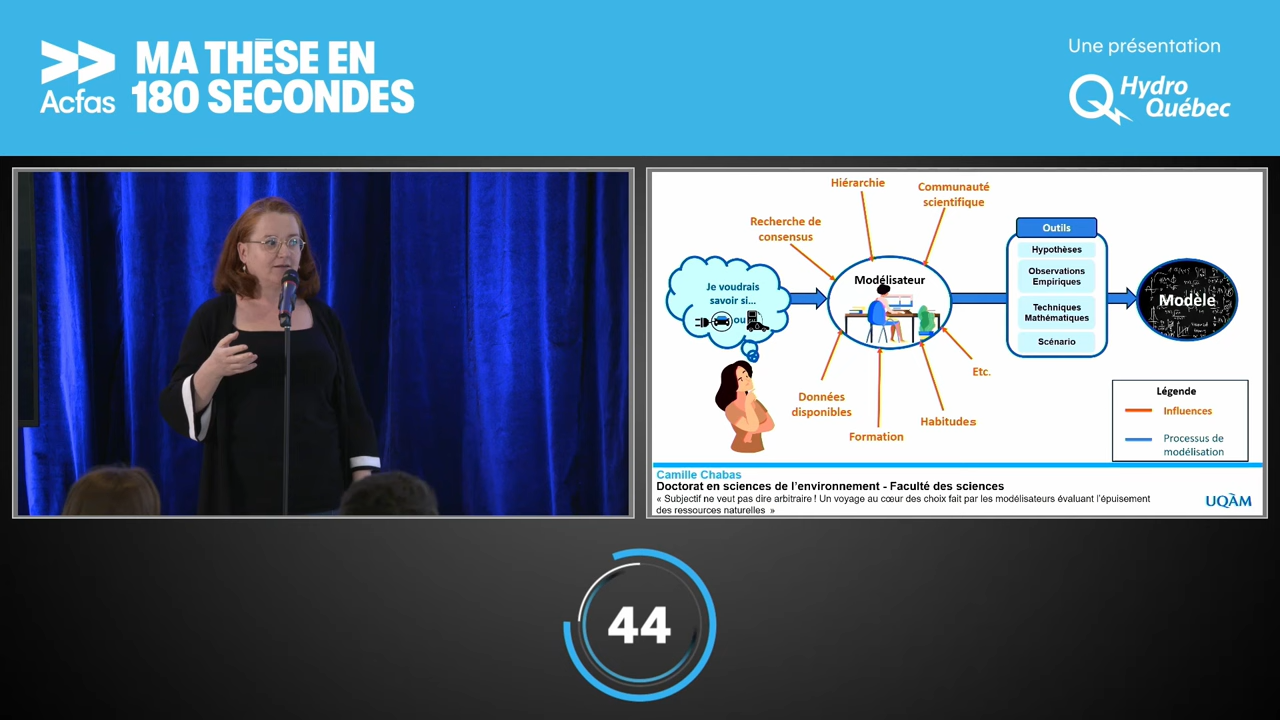 Acfas
MA THÈSE EN
180 SECONDES
Une présentation
Hydro
Québec
Hiérarchie
Communauté
scientifique
Recherche de
consensus
Outils
Hypothèses
Observations
Empiriques
Techniques
Mathématiques
Scénario
Je voudrais
savoir si...
ou
Modélisateur
Modèle
Etc.
Données
disponibles
Habitudes
Formation
Légende
Influences
Processus de
modélisation
Camille Chabas
Doctorat en sciences de l'environnement - Faculté des sciences
« Subjectif ne veut pas dire arbitraire ! Un voyage au cœur des choix fait par les modélisateurs évaluant l'épuisement
des ressources naturelles »
UQÀM
44